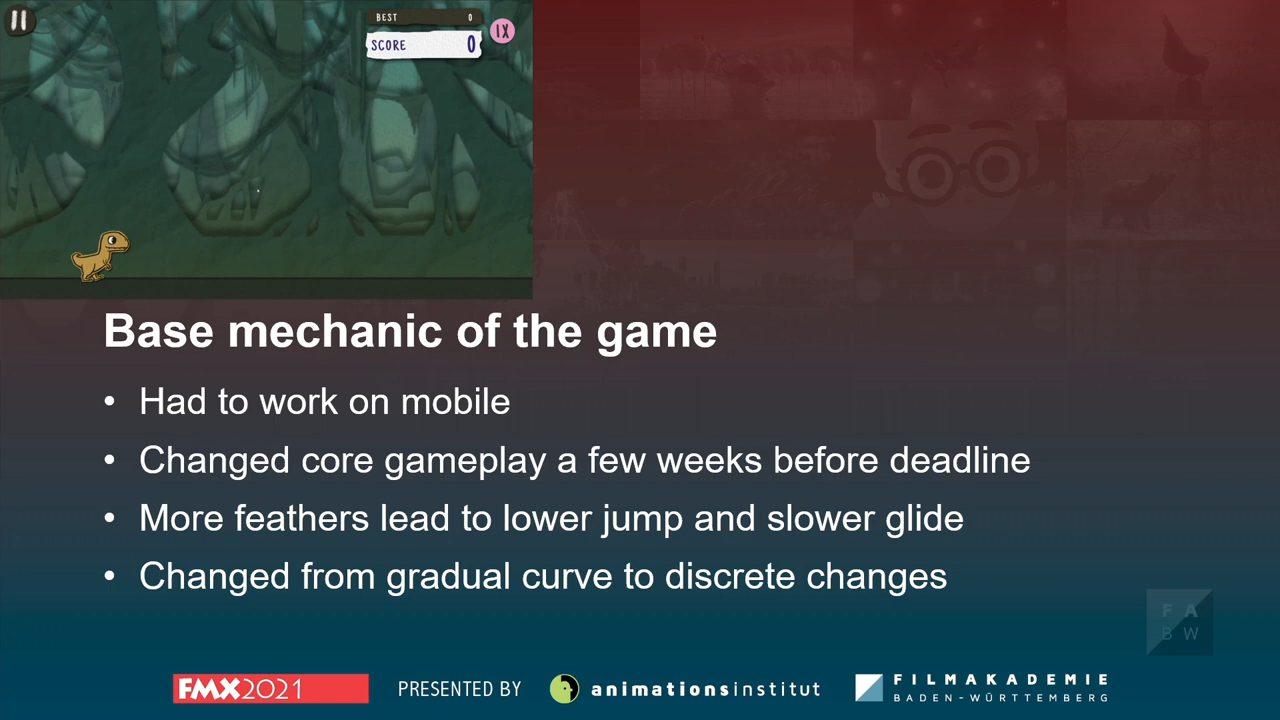 BEST 0
SCORE 0
1X
Base mechanic of the game
• Had to work on mobile
• Changed core gameplay a few weeks before deadline
• More feathers lead to lower jump and slower glide
• Changed from gradual curve to discrete changes
F A
B W
FMX2021 PRESENTED BY animationsinstitut FILMAKADEMIE
BADEN-WÜRTTEMBERG